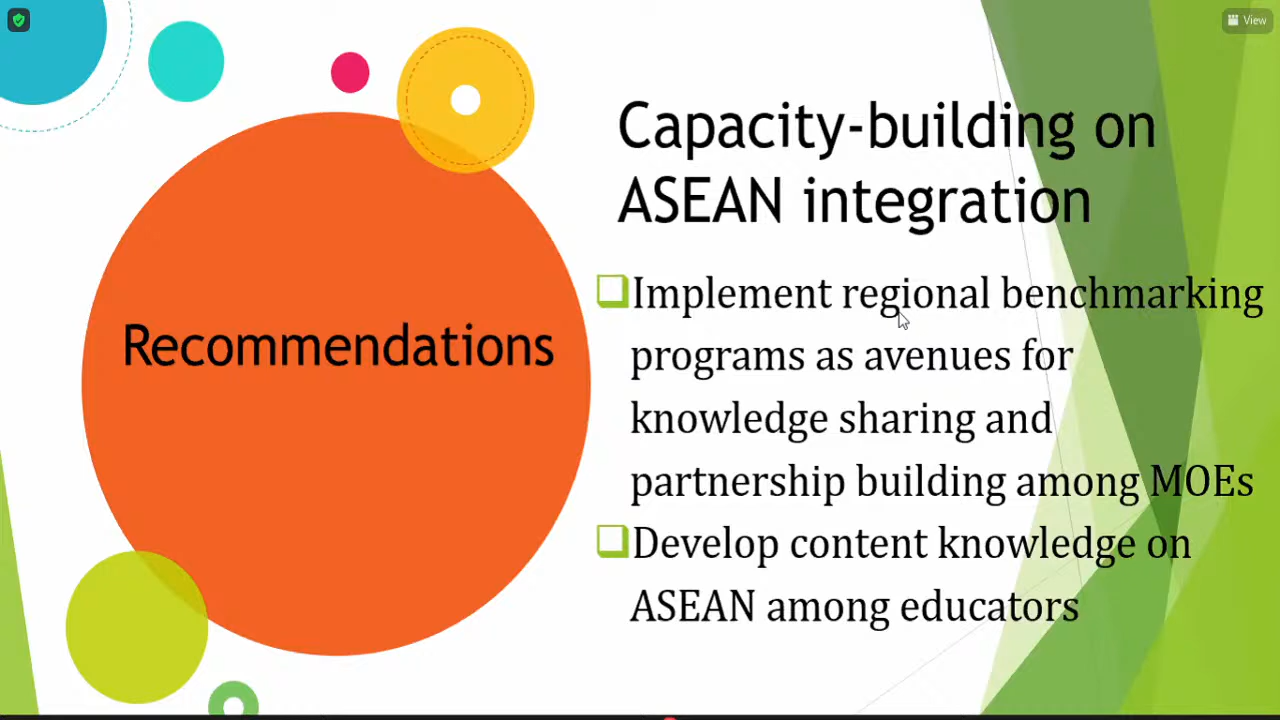 View
Recommendations
Capacity-building on
ASEAN integration
Implement regional benchmarking
programs as avenues for
knowledge sharing and
partnership building among MOEs
Develop content knowledge on
ASEAN among educators